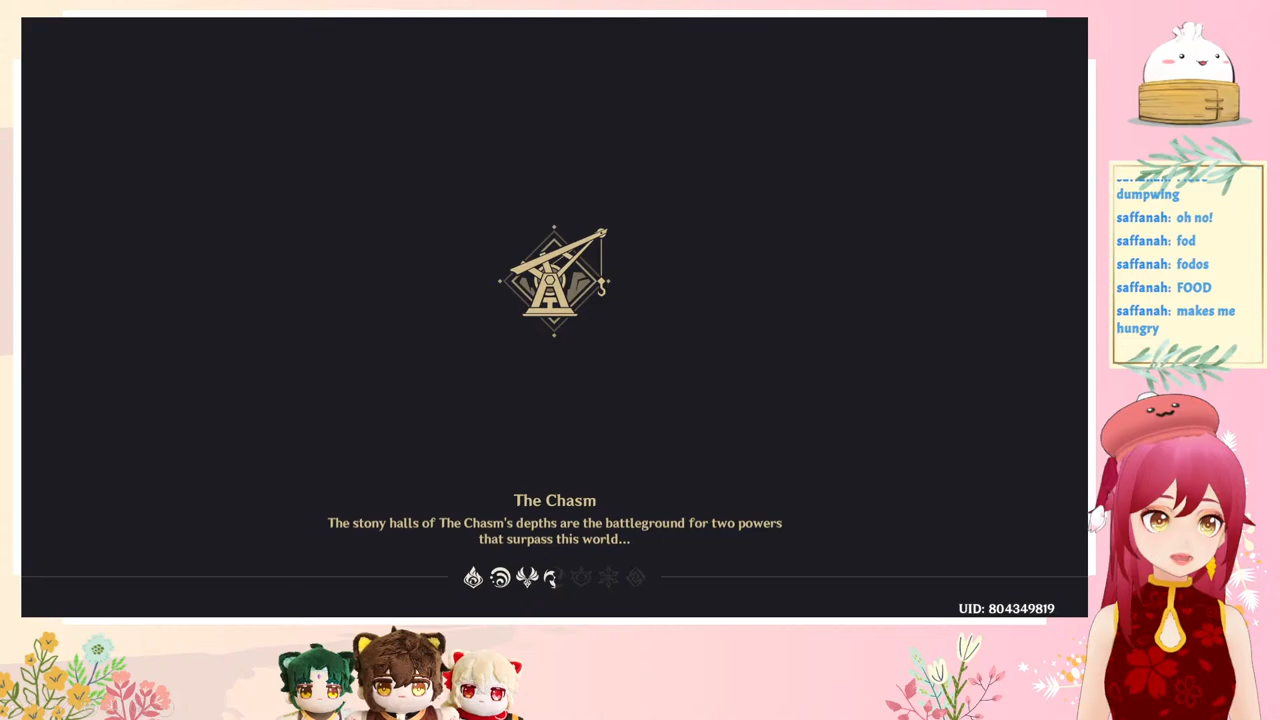 dumpwing
saffanah: oh no!
saffanah: fod
saffanah: fodos
saffanah: FOOD
saffanah: makes me
hungry
The Chasm
The stony halls of The Chasm's depths are the battleground for two powers
that surpass this world...
UID: 804349819